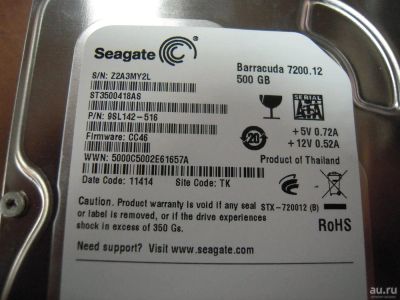 Seagate
Barracuda 7200.12
500 GB
S/N: Z2A3MY2L
ST3500418AS
P/N: 9SL142-516
Firmware: CC46
WWN: 5000C5002E61657A
Date Code: 11414 Site Code: TK
SERIAL ATA
20
+5V 0.72A
+12V 0.52A
Product of Thailand
STX-720012 (B)
RoHS
Product warranty is void if any seal
or label is removed, or if the drive experiences
shock in excess of 350 Gs.
Need support? Visit www.seagate.com
au.ru